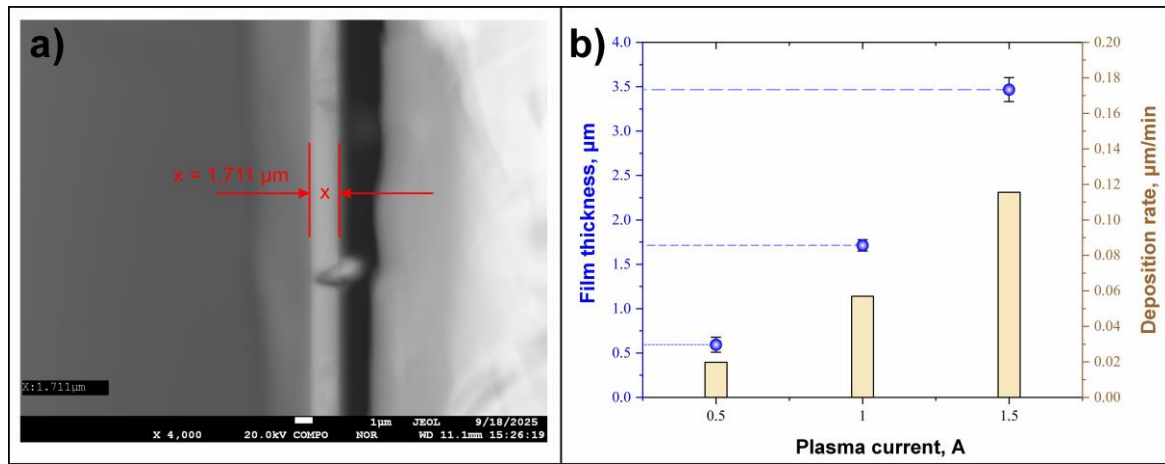 a)
x = 1,711 µm
x
X:1.711µm
1µm JEOL 9/18/2025
X 4,000 20.0kV COMPO NOR WD 11.1mm 15:26:19
b)
Film thickness, µm
4.0
3.5
3.0
2.5
2.0
1.5
1.0
0.5
0.0
0.20
0.18
0.16
0.14
0.12
0.10
0.08
0.06
0.04
0.02
0.00
Deposition rate, µm/min
0.5 1 1.5
Plasma current, A